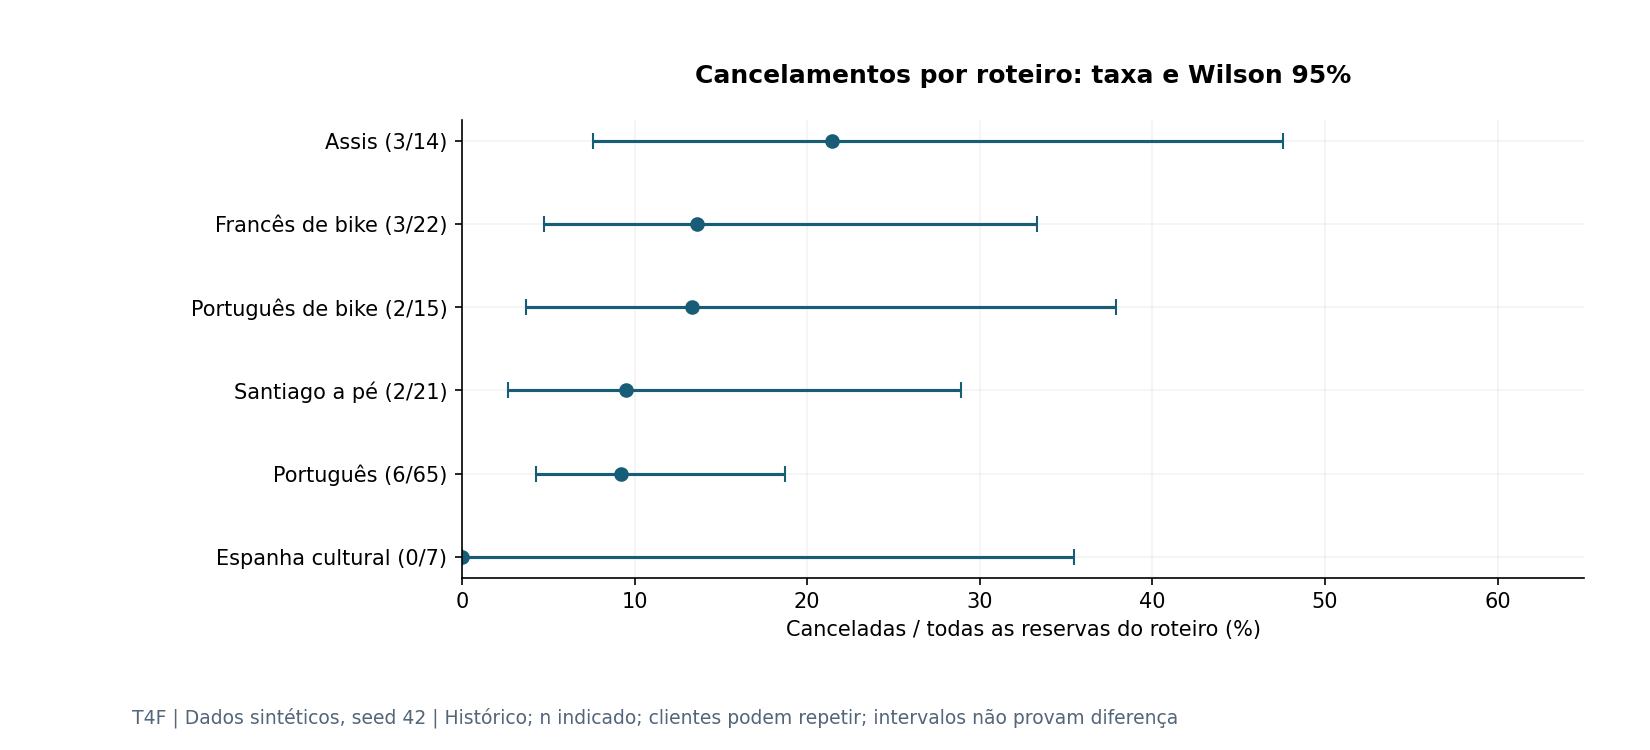 Cancelamentos por roteiro: taxa e Wilson 95%
Assis (3/14)
Francês de bike (3/22)
Português de bike (2/15)
Santiago a pé (2/21)
Português (6/65)
Espanha cultural (0/7)
0 10 20 30 40 50 60
Canceladas / todas as reservas do roteiro (%)
T4F | Dados sintéticos, seed 42 | Histórico; n indicado; clientes podem repetir; intervalos não provam diferença